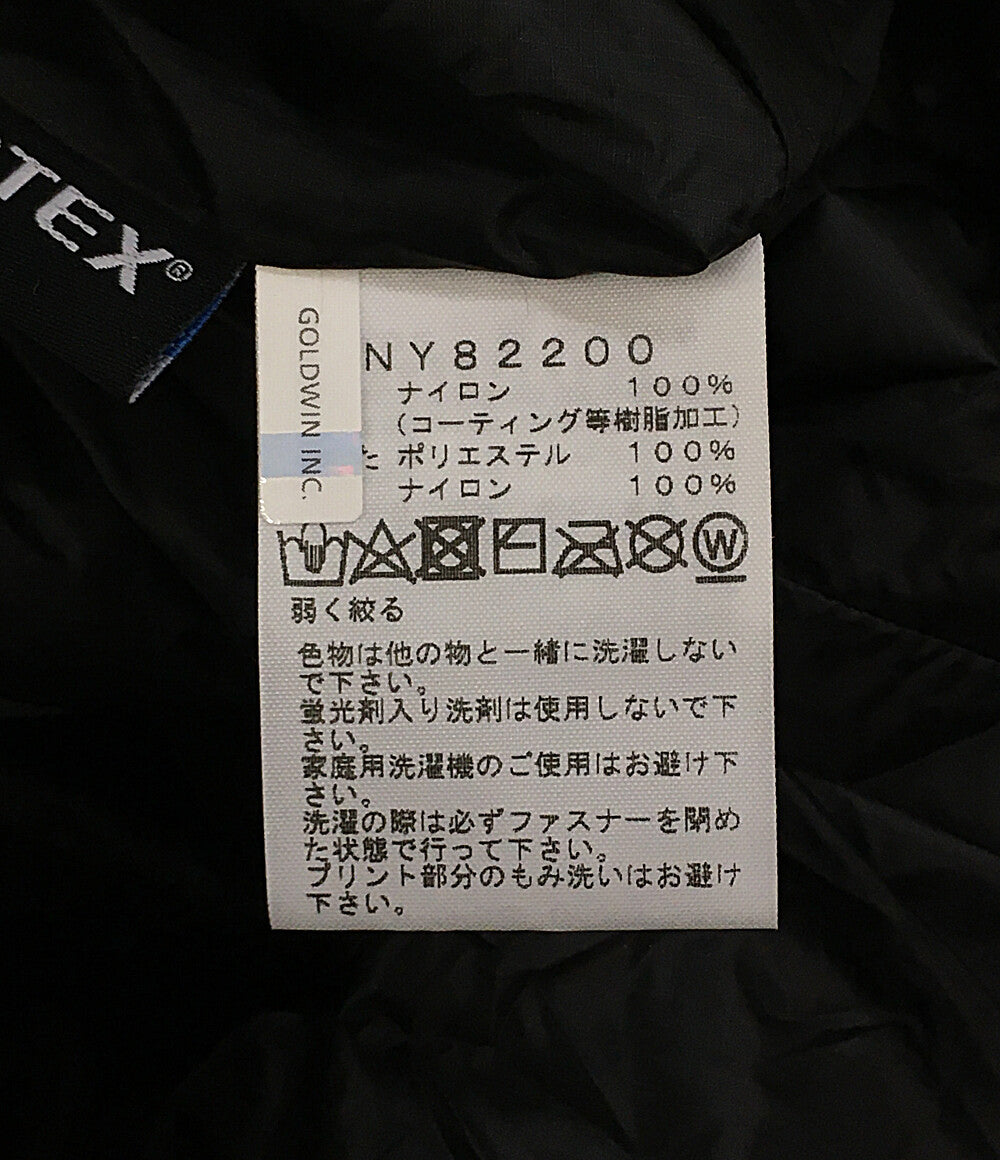 TEX®
GOLDWIN INC.
NY82200
ナイロン 100%
(コーティング等樹脂加工)
た ポリエステル 100%
ナイロン 100%
W
弱く絞る
色物は他の物と一緒に洗濯しない
で下さい。
蛍光剤入り洗剤は使用しないで下
さい。
家庭用洗濯機のご使用はお避け下
さい。
洗濯の際は必ずファスナーを閉め
た状態で行って下さい。
プリント部分のもみ洗いはお避け
下さい。